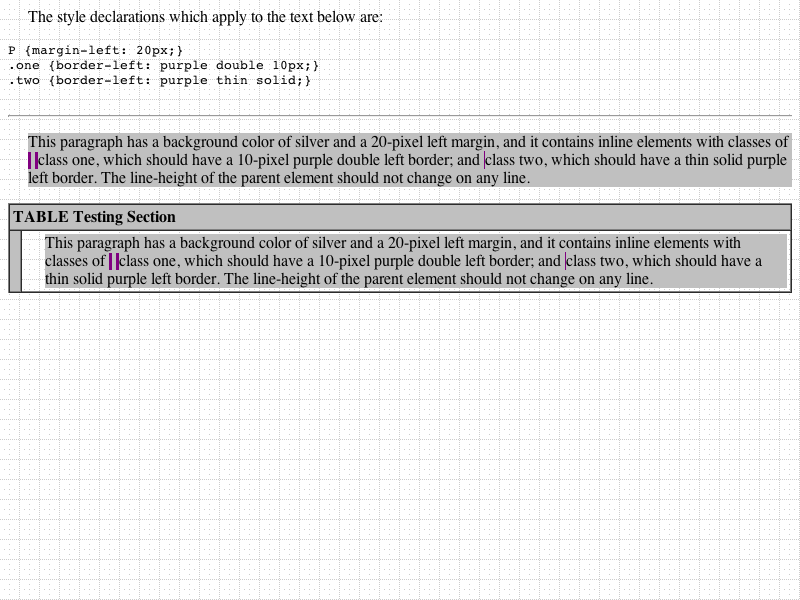 The style declarations which apply to the text below are:
P {margin-left: 20px;}
.one {border-left: purple double 10px;}
.two {border-left: purple thin solid;}
This paragraph has a background color of silver and a 20-pixel left margin, and it contains inline elements with classes of
class one, which should have a 10-pixel purple double left border; and class two, which should have a thin solid purple
left border. The line-height of the parent element should not change on any line.
TABLE Testing Section
This paragraph has a background color of silver and a 20-pixel left margin, and it contains inline elements with
classes of class one, which should have a 10-pixel purple double left border; and class two, which should have a
thin solid purple left border. The line-height of the parent element should not change on any line.